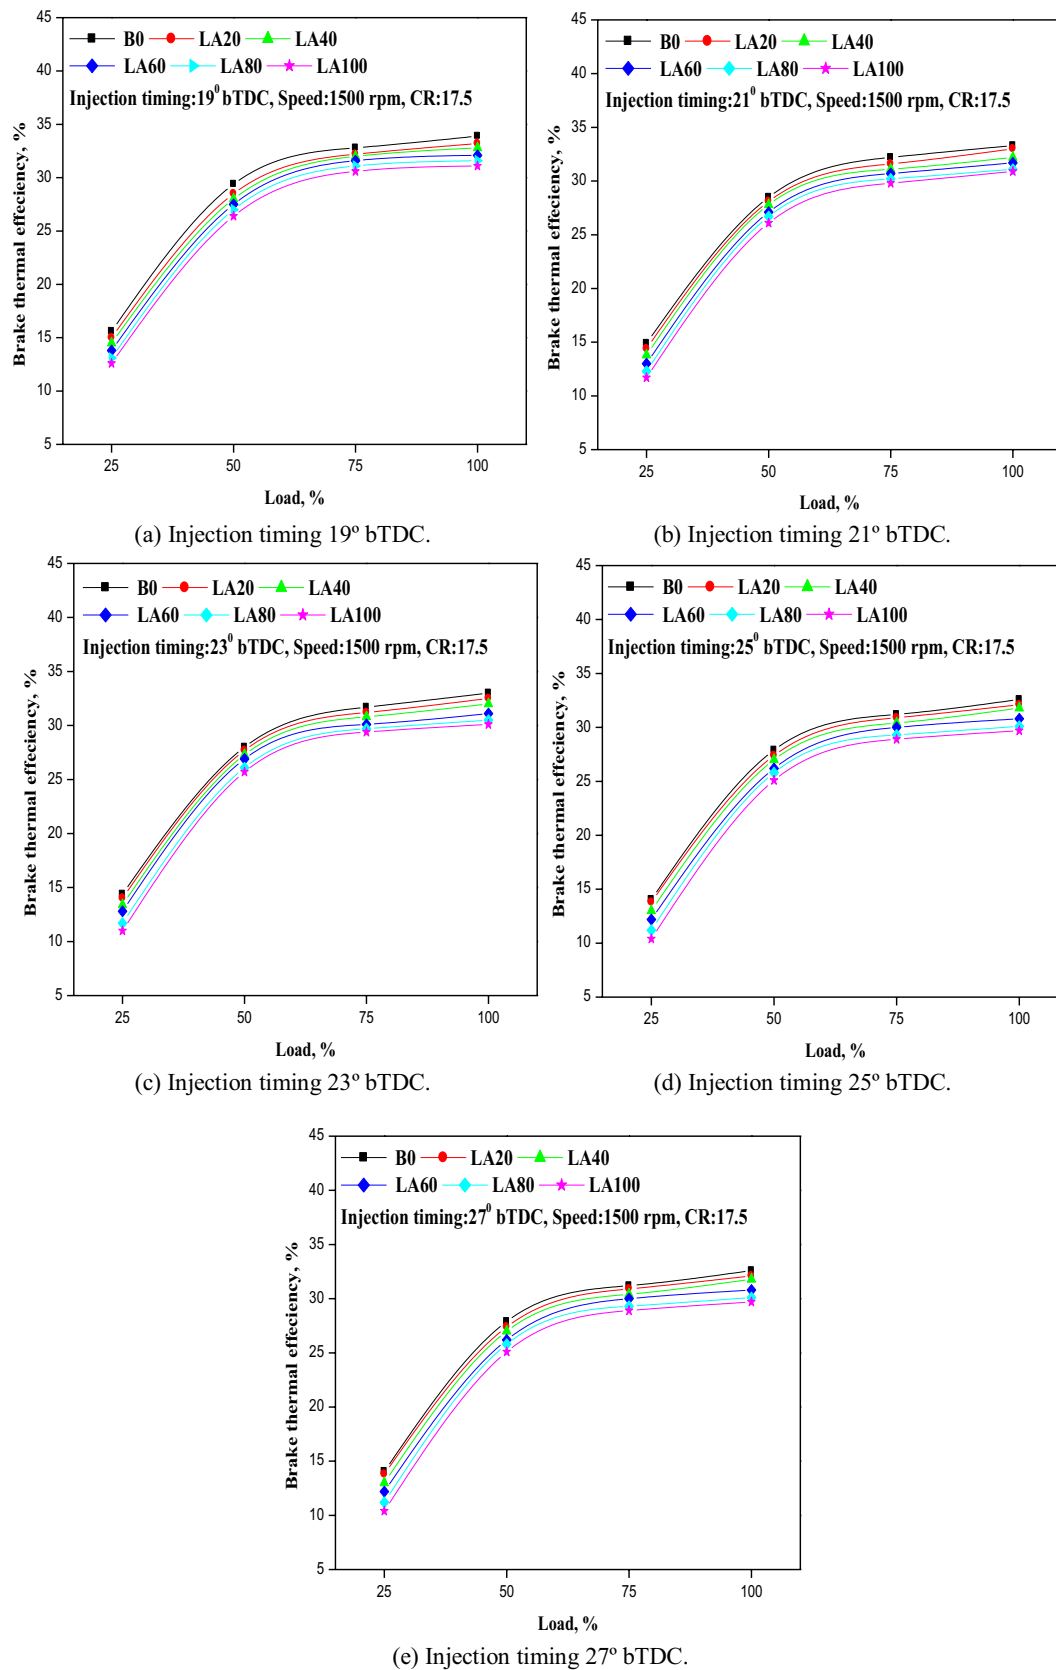 45
40
35
30
25
20
15
10
5
B0 LA20 LA40
LA60 LA80 LA100
Injection timing:19⁰ bTDC, Speed:1500 rpm, CR:17.5
Brake thermal effeciency, %
25 50 75 100
Load, %
(a) Injection timing 19º bTDC.
45
40
35
30
25
20
15
10
5
B0 LA20 LA40
LA60 LA80 LA100
Injection timing:21⁰ bTDC, Speed:1500 rpm, CR:17.5
Brake thermal effeciency, %
25 50 75 100
Load, %
(b) Injection timing 21º bTDC.
45
40
35
30
25
20
15
10
5
B0 LA20 LA40
LA60 LA80 LA100
Injection timing:23⁰ bTDC, Speed:1500 rpm, CR:17.5
Brake thermal effeciency, %
25 50 75 100
Load, %
(c) Injection timing 23º bTDC.
45
40
35
30
25
20
15
10
5
B0 LA20 LA40
LA60 LA80 LA100
Injection timing:25⁰ bTDC, Speed:1500 rpm, CR:17.5
Brake thermal effeciency, %
25 50 75 100
Load, %
(d) Injection timing 25º bTDC.
45
40
35
30
25
20
15
10
5
B0 LA20 LA40
LA60 LA80 LA100
Injection timing:27⁰ bTDC, Speed:1500 rpm, CR:17.5
Brake thermal effeciency, %
25 50 75 100
Load, %
(e) Injection timing 27º bTDC.